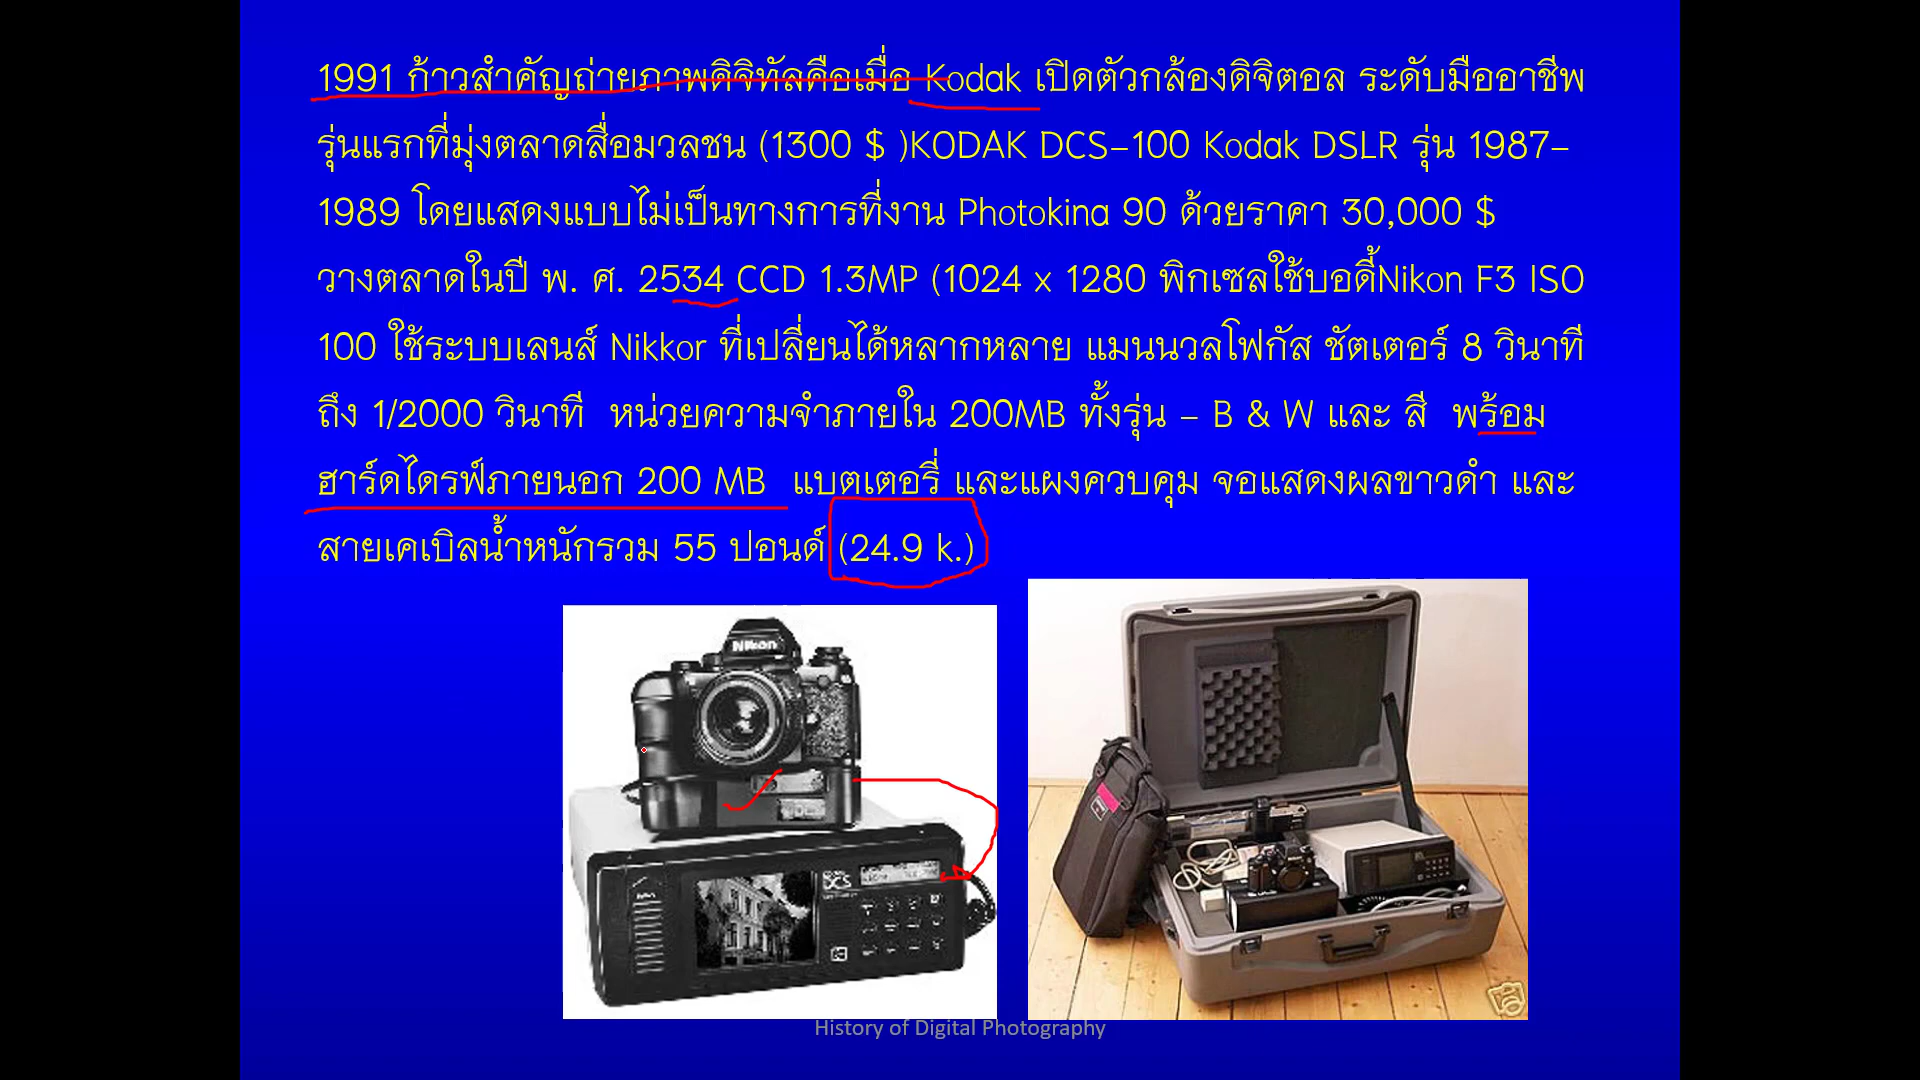 1991 ก้าวสำคัญถ่ายภาพดิจิทัลคือเมื่อ Kodak เปิดตัวกล้องดิจิตอล ระดับมืออาชีพ
รุ่นแรกที่มุ่งตลาดสื่อมวลชน (1300 $ )KODAK DCS-100 Kodak DSLR รุ่น 1987-
1989 โดยแสดงแบบไม่เป็นทางการที่งาน Photokina 90 ด้วยราคา 30,000 $
วางตลาดในปี พ. ศ. 2534 CCD 1.3MP (1024 x 1280 พิกเซลใช้บอดี้Nikon F3 ISO
100 ใช้ระบบเลนส์ Nikkor ที่เปลี่ยนได้หลากหลาย แมนนวลโฟกัส ชัตเตอร์ 8 วินาที
ถึง 1/2000 วินาที หน่วยความจำภายใน 200MB ทั้งรุ่น - B & W และ สี พร้อม
ฮาร์ดไดรฟ์ภายนอก 200 MB แบตเตอรี่ และแผงควบคุม จอแสดงผลขาวดำ และ
สายเคเบิลน้ำหนักรวม 55 ปอนด์ (24.9 k.)
Nikon
DCS
History of Digital Photography